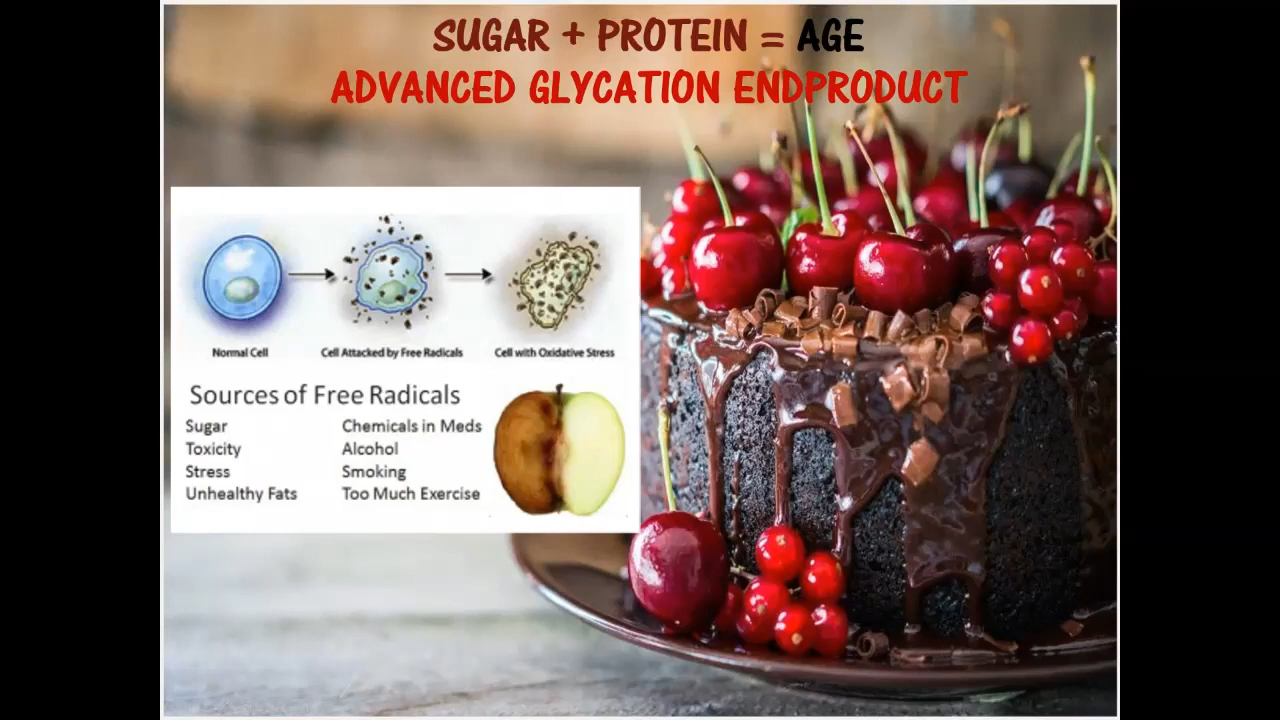 SUGAR + PROTEIN = AGE
ADVANCED GLYCATION ENDPRODUCT
Normal Cell
Cell Attacked by Free Radicals
Cell with Oxidative Stress
Sources of Free Radicals
Sugar
Chemicals in Meds
Toxicity
Alcohol
Stress
Smoking
Unhealthy Fats
Too Much Exercise